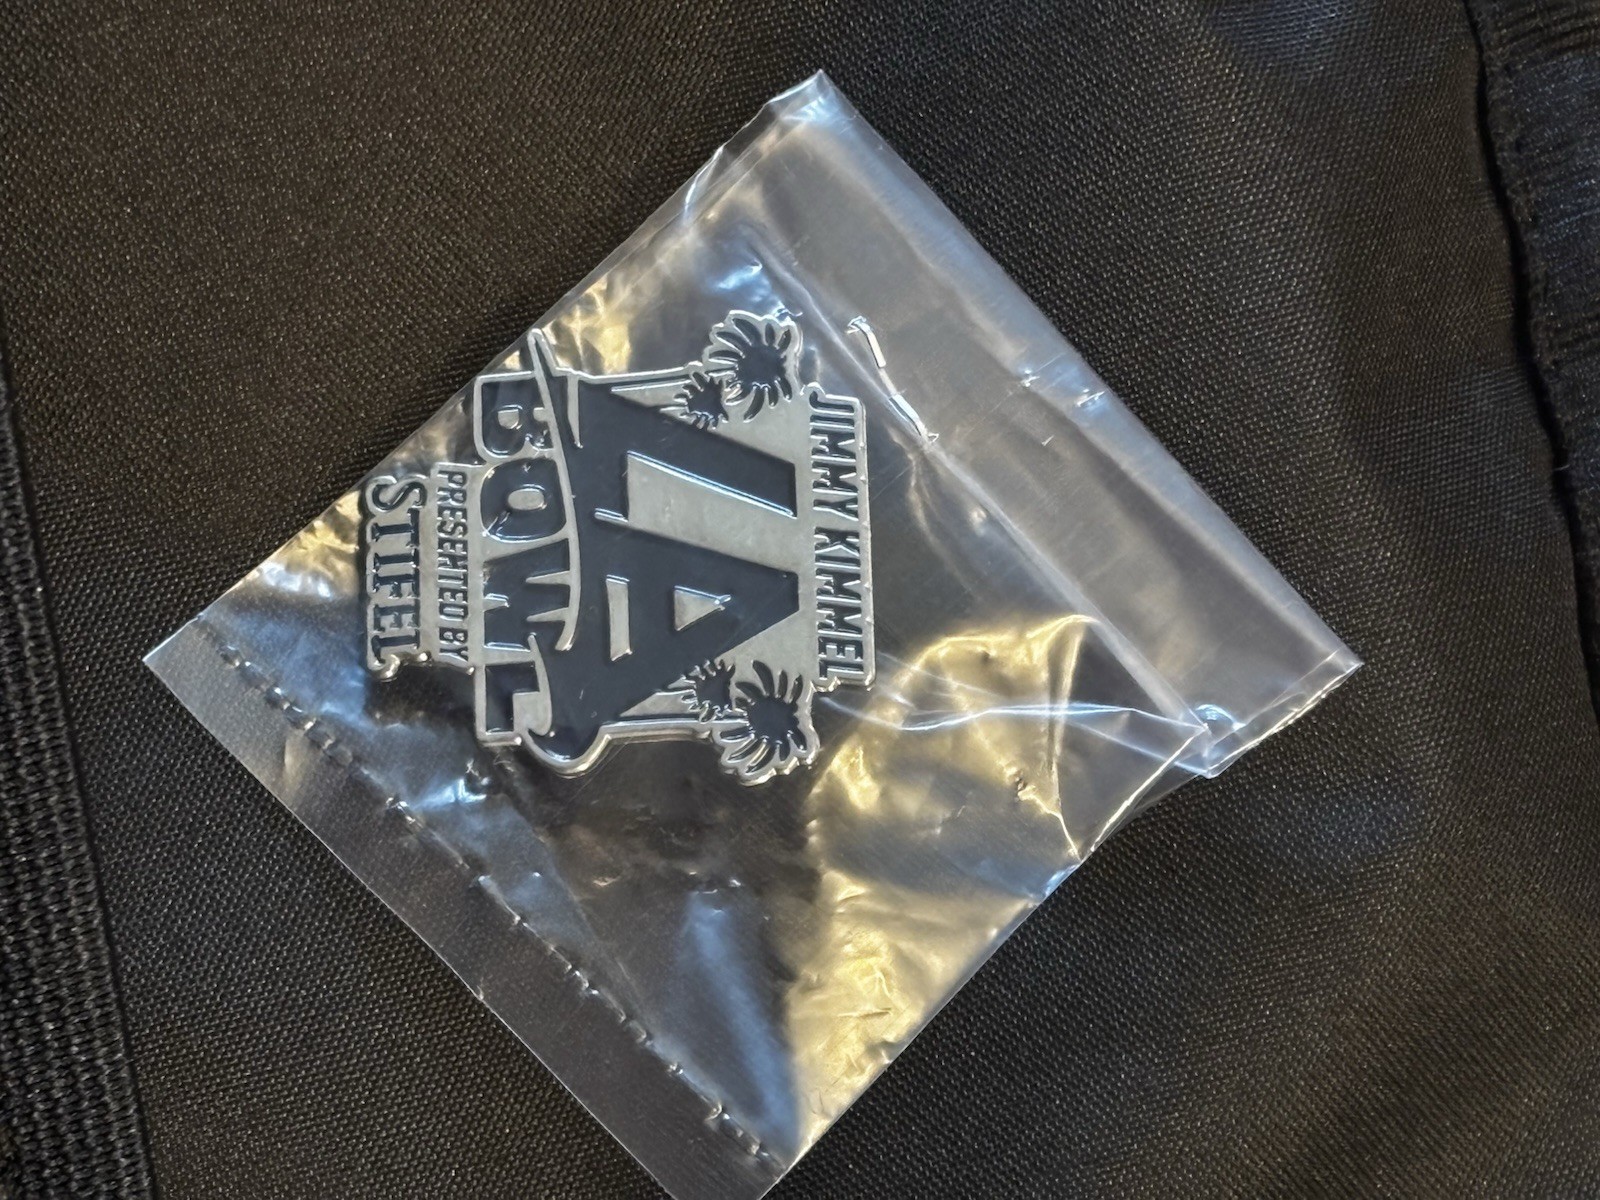 JIMMY KIMMEL
LA
BOWL
PRESENTED BY
STIFEL